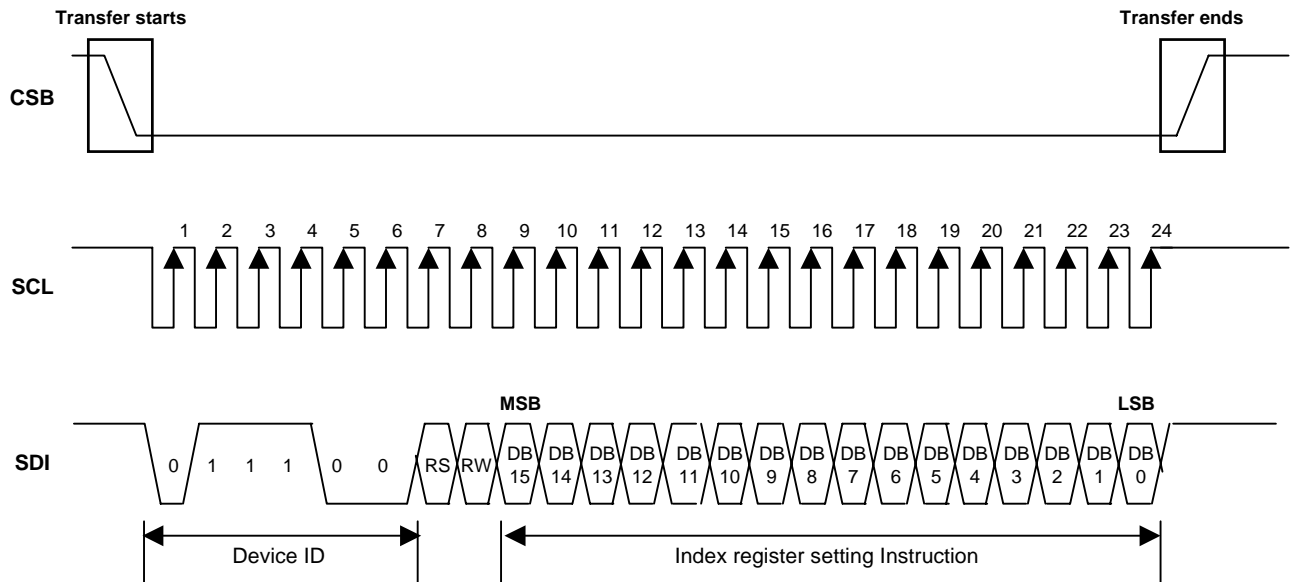 Transfer starts
Transfer ends
CSB
1 2 3 4 5 6 7 8 9 10 11 12 13 14 15 16 17 18 19 20 21 22 23 24
SCL
MSB
LSB
SDI
0 1 1 1 0 0 RS RW DB DB DB DB DB DB DB DB DB DB DB DB DB DB DB DB
15 14 13 12 11 10 9 8 7 6 5 4 3 2 1 0
Device ID
Index register setting Instruction